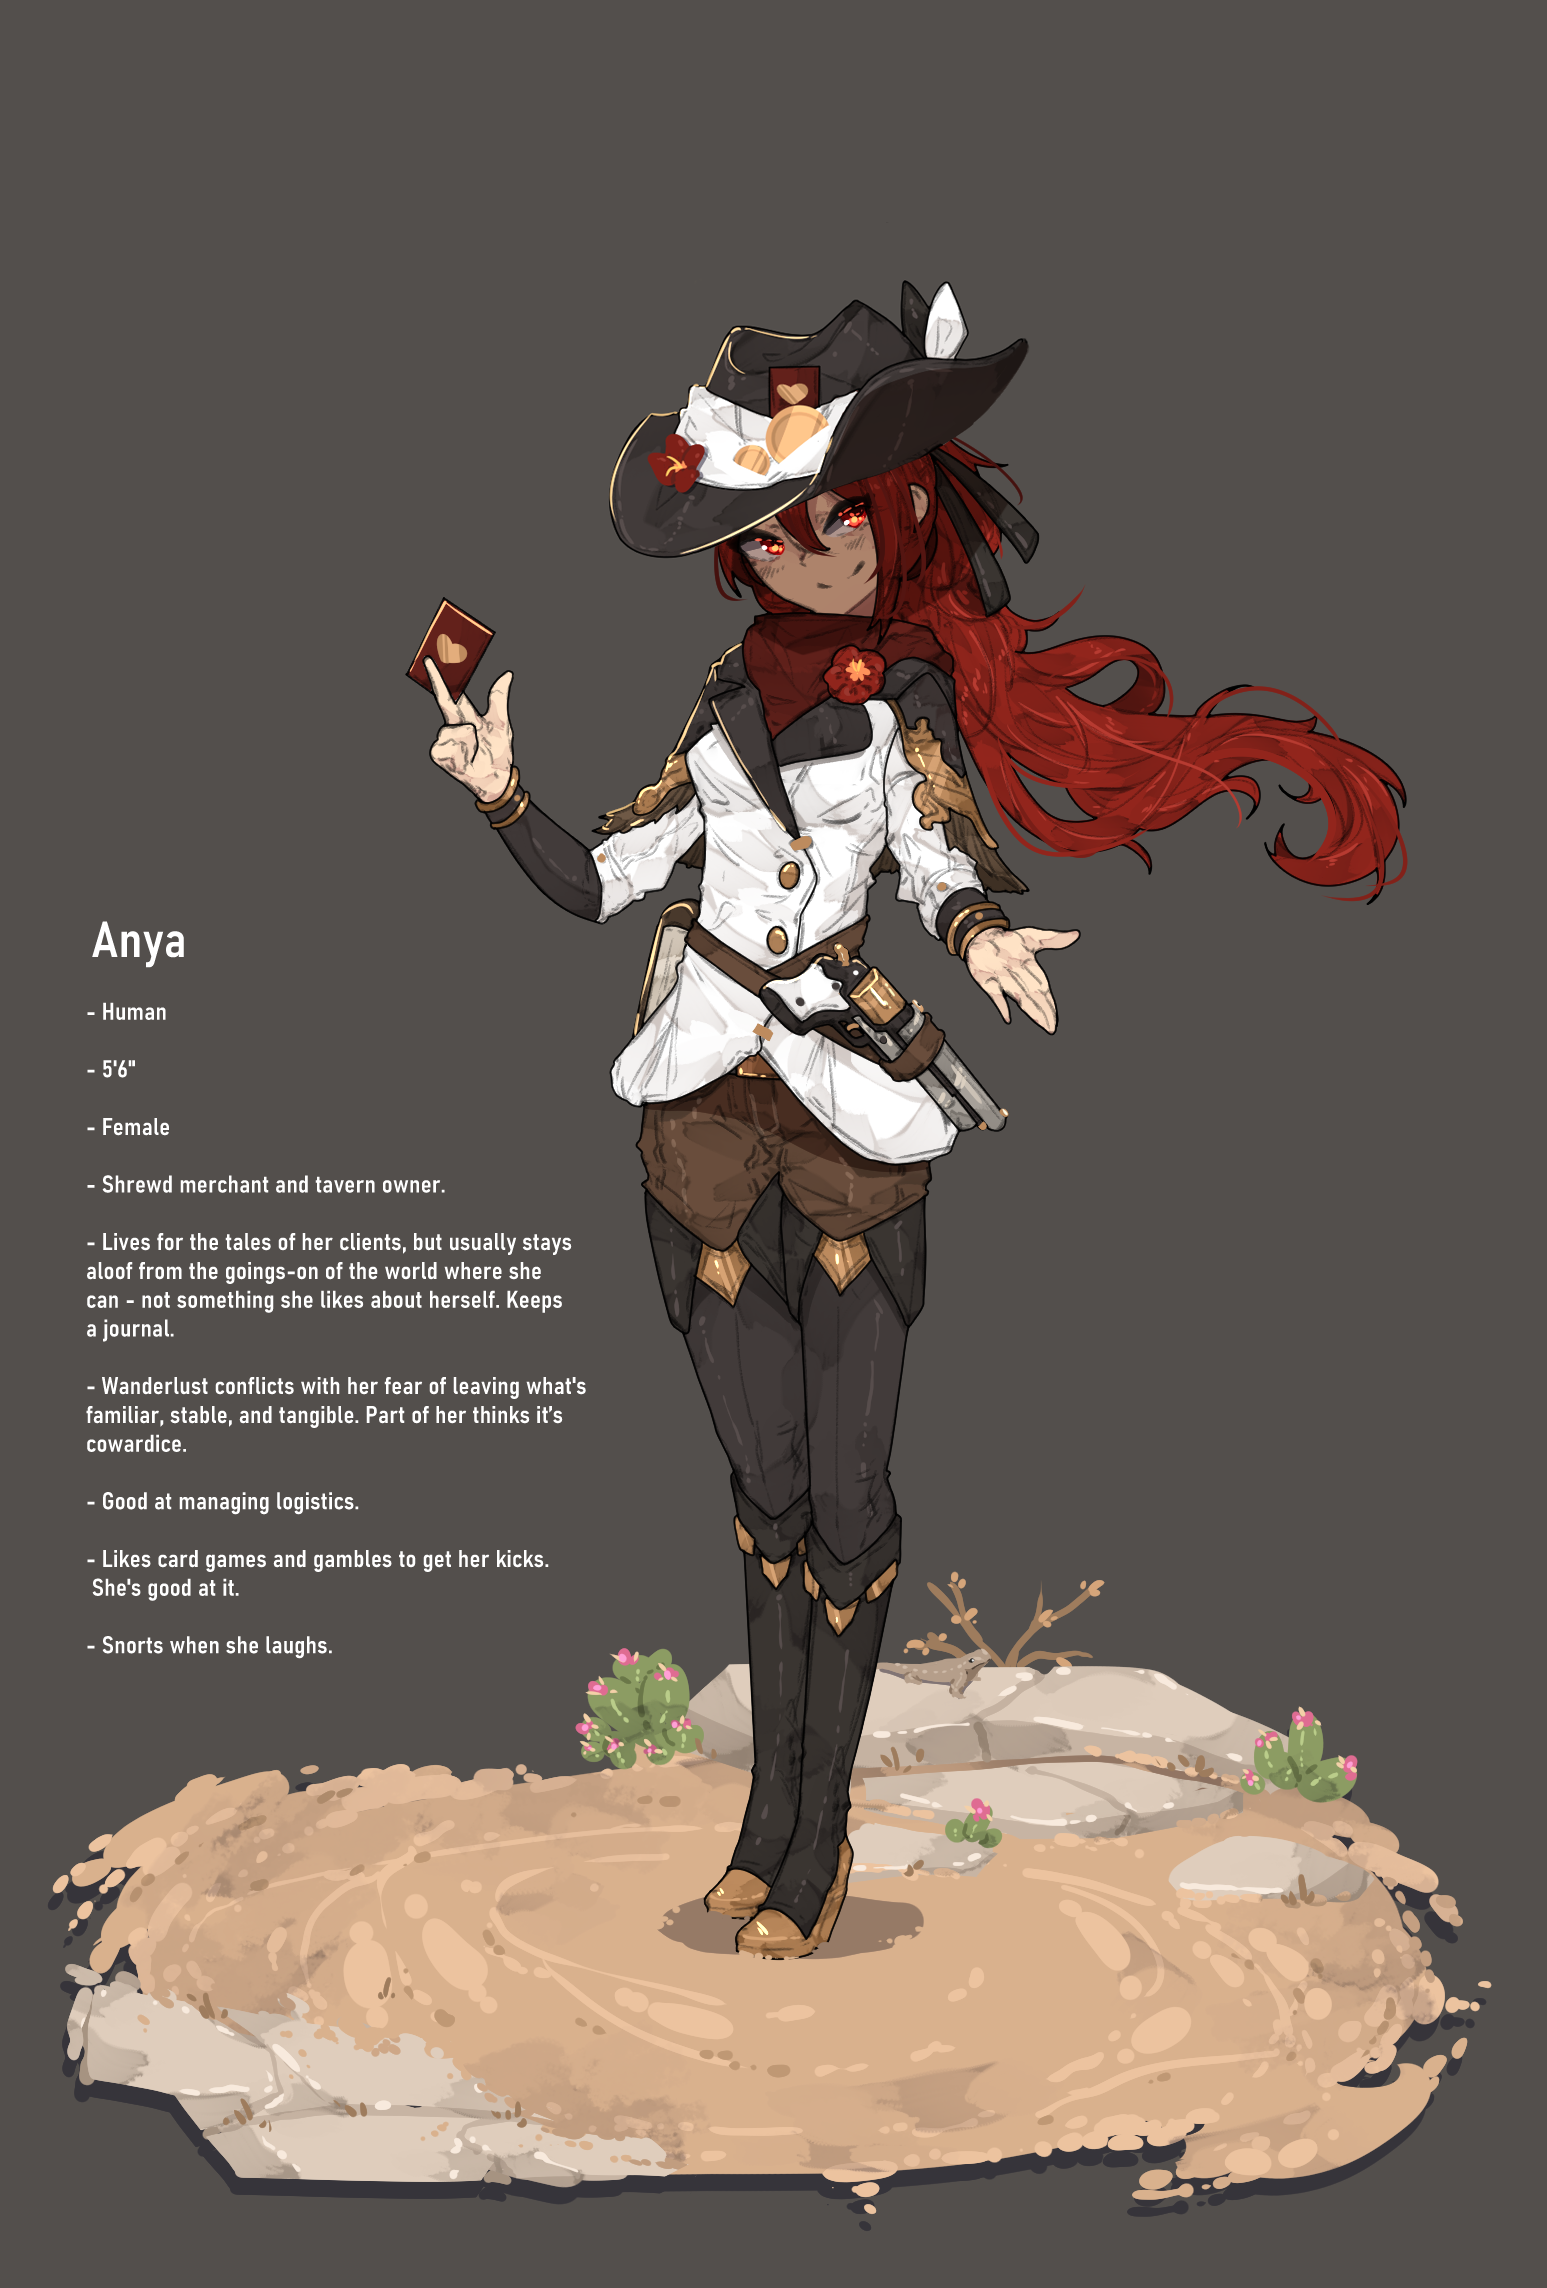 Anya
- Human
- 5'6"
- Female
- Shrewd merchant and tavern owner.
- Lives for the tales of her clients, but usually stays
aloof from the goings-on of the world where she
can - not something she likes about herself. Keeps
a journal.
- Wanderlust conflicts with her fear of leaving what's
familiar, stable, and tangible. Part of her thinks it’s
cowardice.
- Good at managing logistics.
- Likes card games and gambles to get her kicks.
She's good at it.
- Snorts when she laughs.